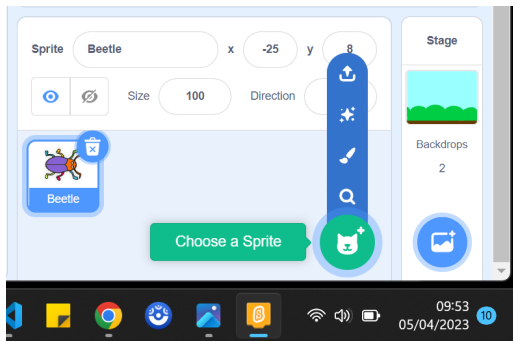 Sprite Beetle x -25 y 8
Size 100 Direction
Beetle
Choose a Sprite
Stage
Backdrops
2
09:53
05/04/2023 10